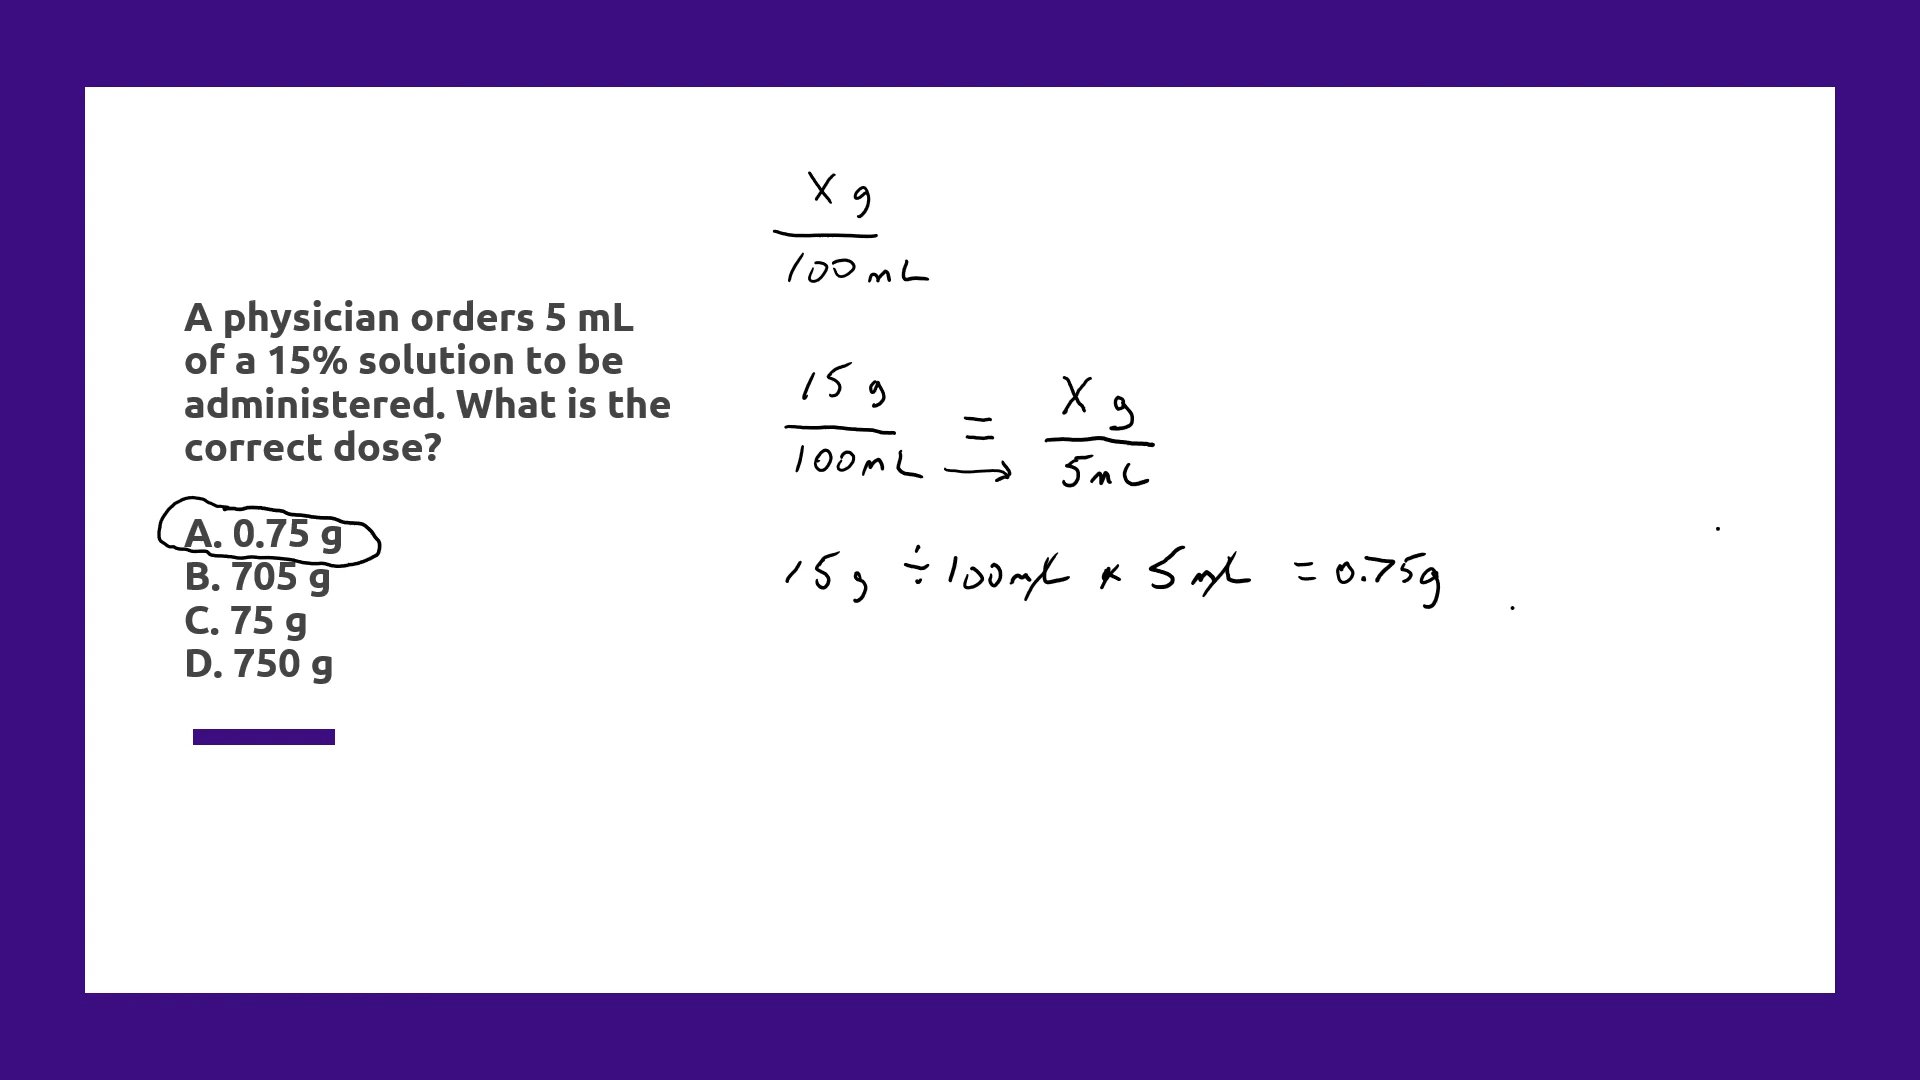 A physician orders 5 mL
of a 15% solution to be
administered. What is the
correct dose?
A. 0.75 g
B. 705 g
C. 75 g
D. 750 g
X g
100 mL
15 g = X g
100 mL → 5 mL
15 g ÷ 100 mL × 5 mL = 0.75 g